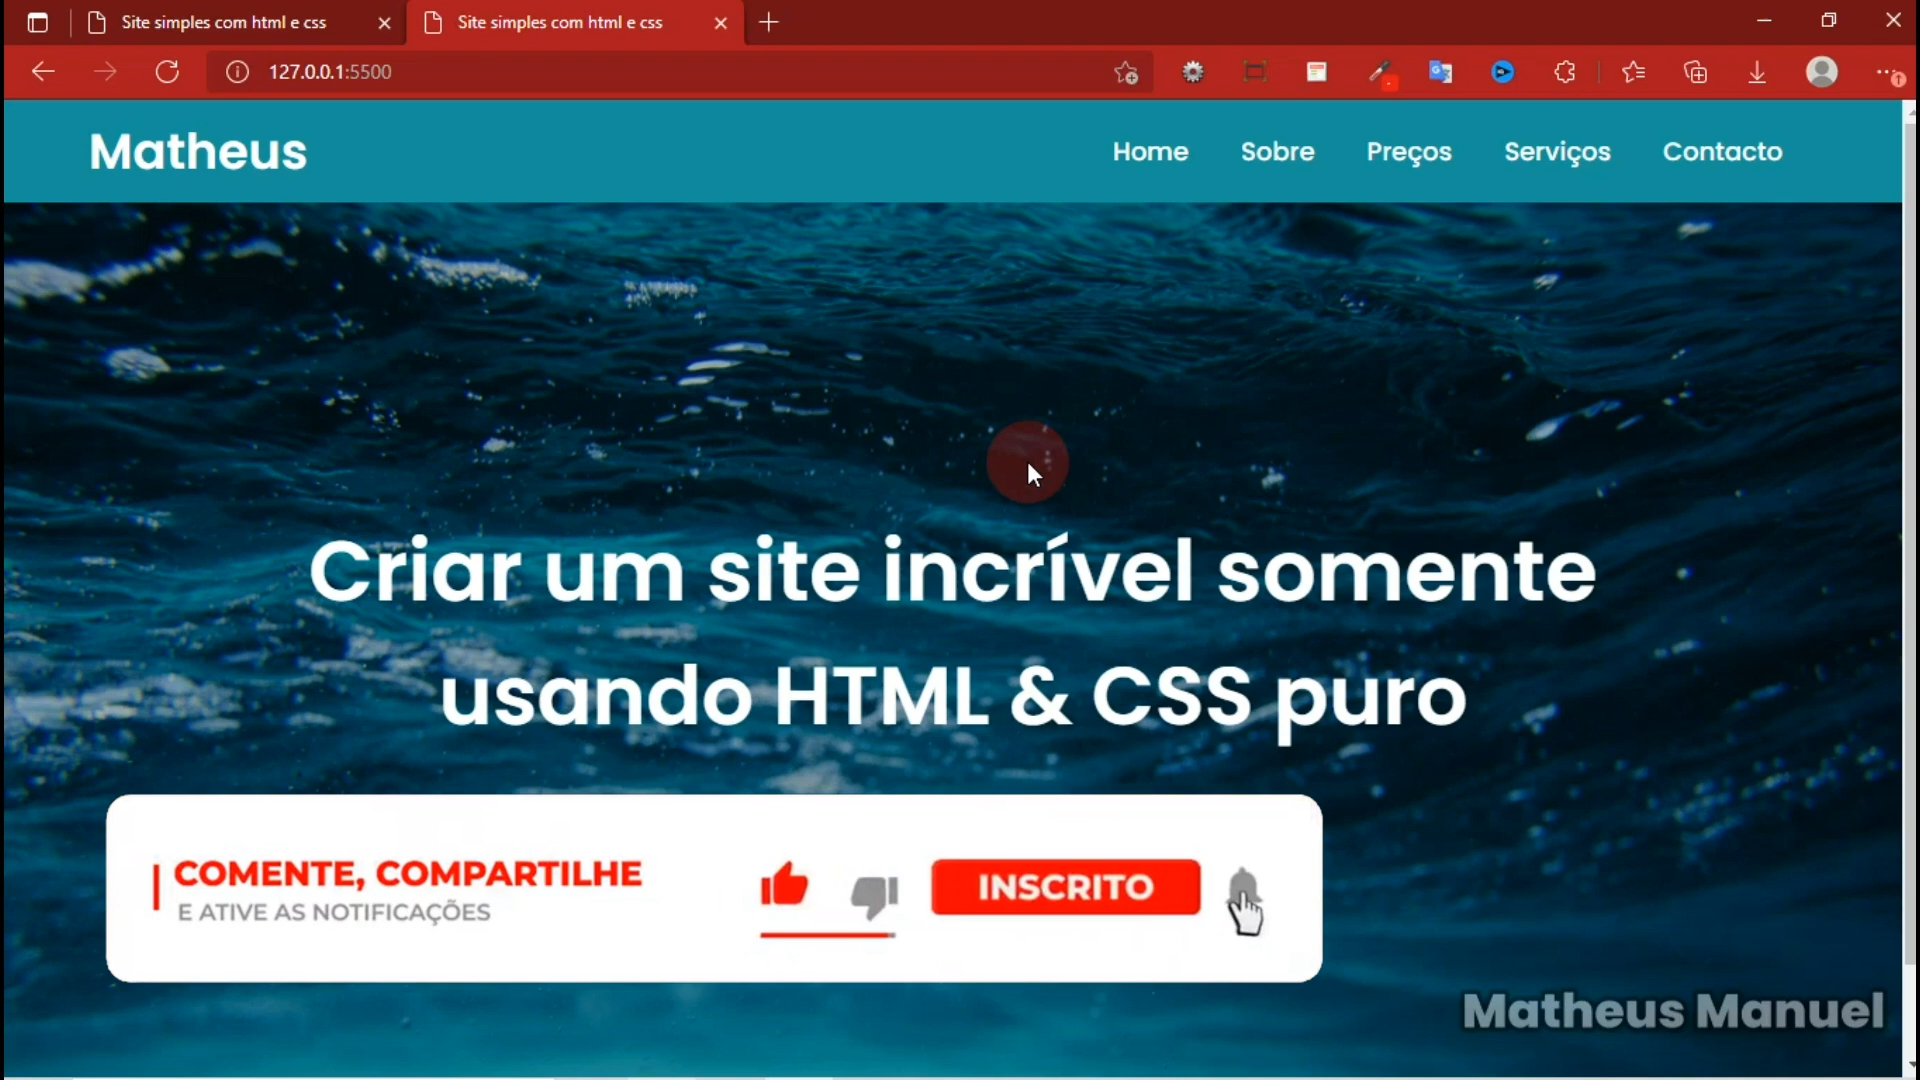 Site simples com html e css
Site simples com html e css
127.0.0.1:5500
Matheus
Home Sobre Preços Serviços Contacto
Criar um site incrível somente
usando HTML & CSS puro
COMENTE, COMPARTILHE
E ATIVE AS NOTIFICAÇÕES
INSCRITO
Matheus Manuel